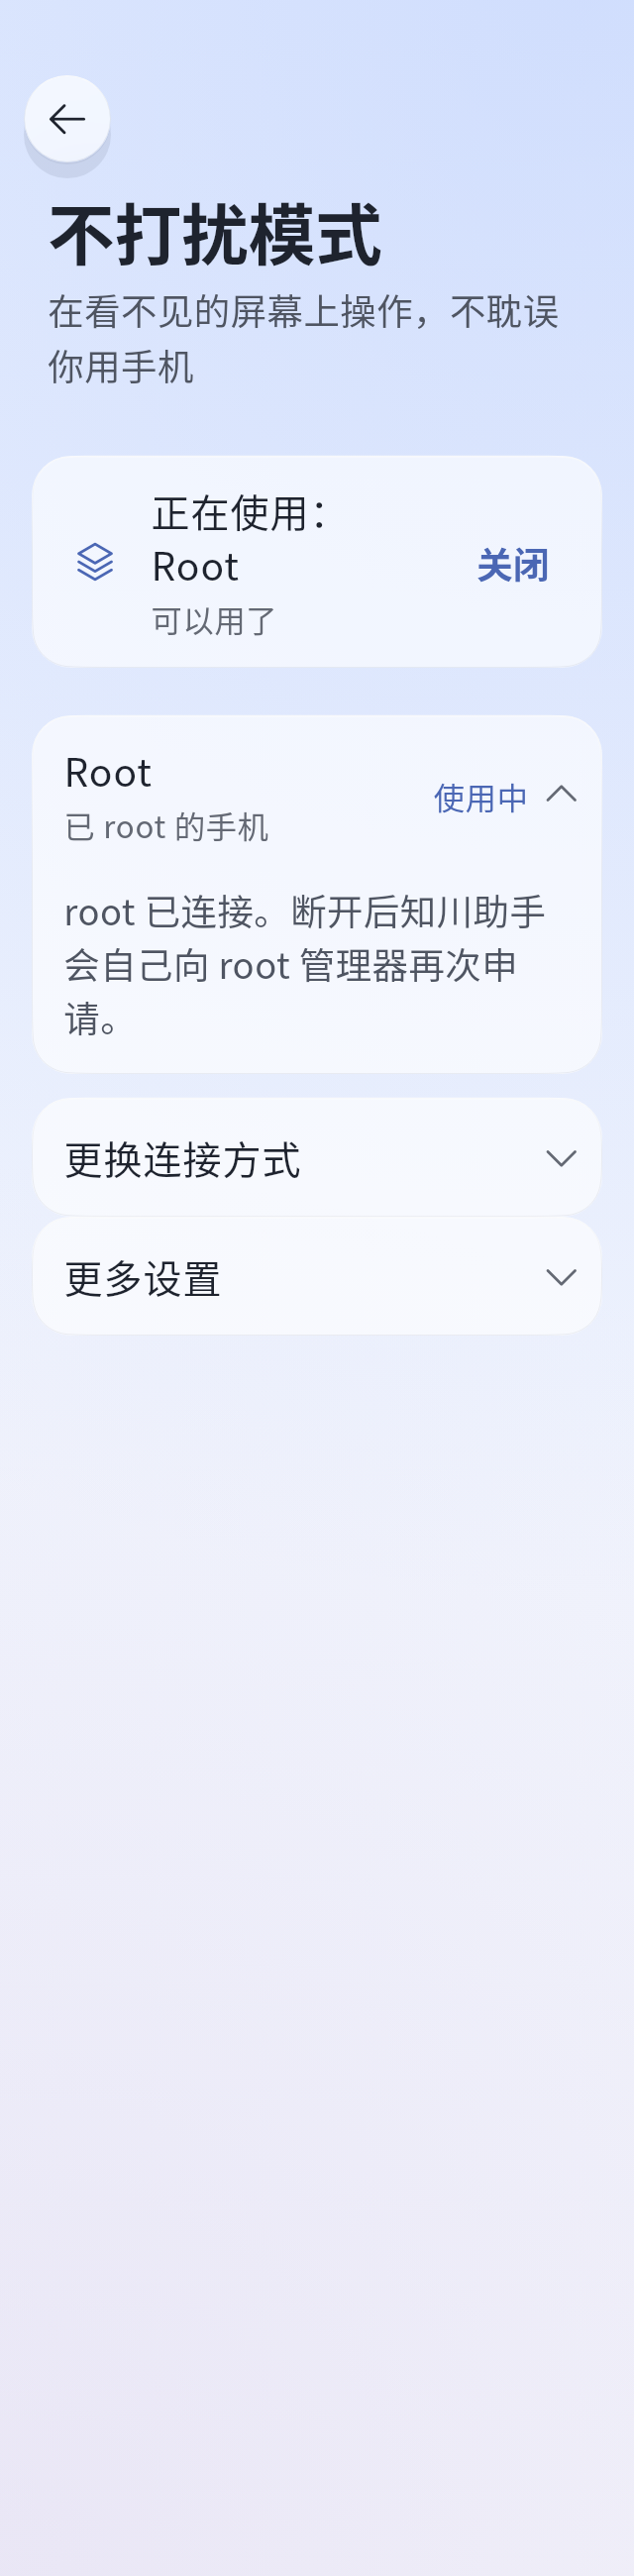 不打扰模式
在看不见的屏幕上操作，不耽误
你用手机
正在使用：
Root
可以用了
关闭
Root
已 root 的手机
使用中
root 已连接。断开后知川助手
会自己向 root 管理器再次申
请。
更换连接方式
更多设置